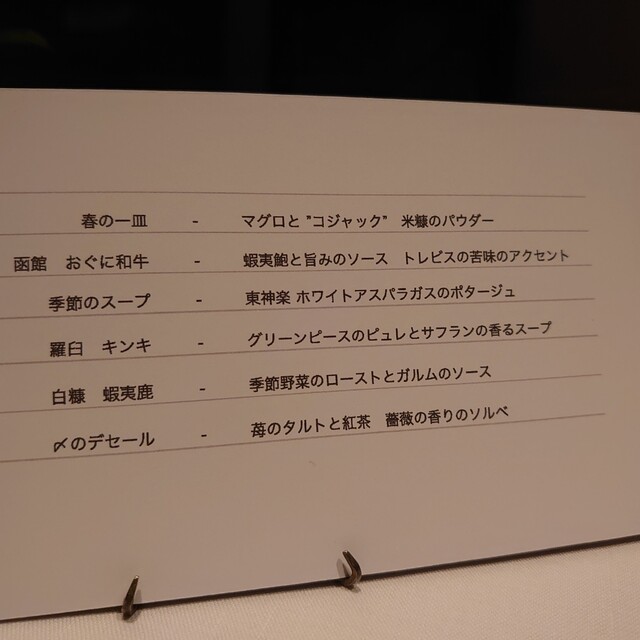 春の一皿 - マグロと "コジャック" 米糠のパウダー
函館 おぐに和牛 - 蝦夷鮑と旨みのソース トレビスの苦味のアクセント
季節のスープ - 東神楽 ホワイトアスパラガスのポタージュ
羅臼 キンキ - グリーンピースのピュレとサフランの香るスープ
白糠 蝦夷鹿 - 季節野菜のローストとガルムのソース
〆のデセール - 苺のタルトと紅茶 薔薇の香りのソルベ